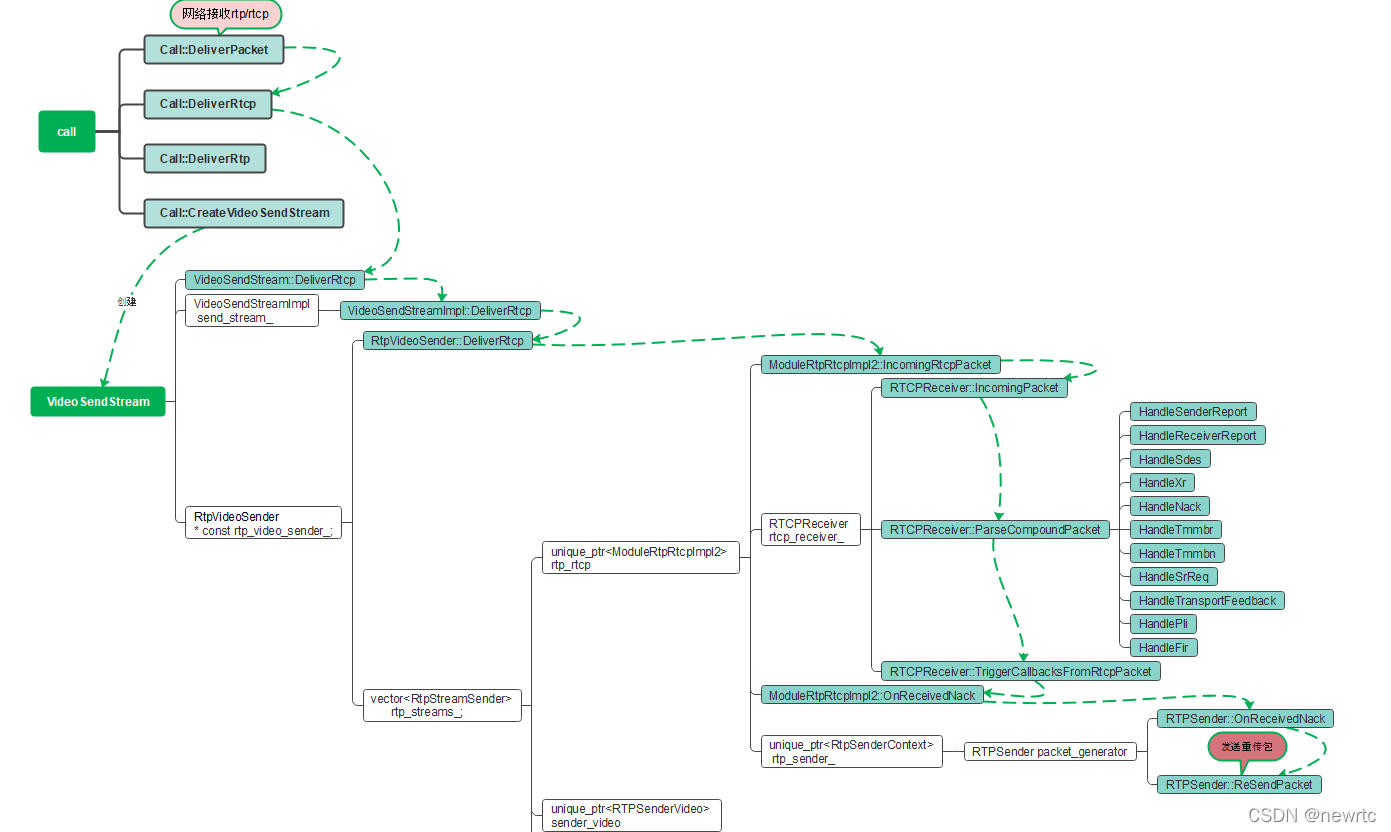 网络接收rtp/rtcp
Call::DeliverPacket
Call::DeliverRtcp
call
Call::DeliverRtp
Call::CreateVideo SendStream
VideoSendStream::DeliverRtcp
创建
VideoSendStreamImpl
send_stream_
VideoSendStreamImpl::DeliverRtcp
RtpVideoSender::DeliverRtcp
ModuleRtpRtcpImpl2::IncomingRtcpPacket
RTCPReceiver::IncomingPacket
Video SendStream
HandleSenderReport
HandleReceiverReport
HandleSdes
HandleXr
HandleNack
RtpVideoSender
* const rtp_video_sender_;
RTCPReceiver
rtcp_receiver_
RTCPReceiver::ParseCompoundPacket
HandleTmmbr
HandleTmmbn
unique_ptr<ModuleRtpRtcpImpl2>
rtp_rtcp
HandleSrReq
HandleTransportFeedback
HandlePli
HandleFir
RTCPReceiver::TriggerCallbacksFromRtcpPacket
ModuleRtpRtcpImpl2::OnReceivedNack
vector<RtpStreamSender>
rtp_streams_;
RTPSender::OnReceivedNack
unique_ptr<RtpSenderContext>
rtp_sender_
RTPSender packet_generator
发送重传包
RTPSender::ReSendPacket
unique_ptr<RTPSenderVideo>
sender_video
CSDN @newrtc